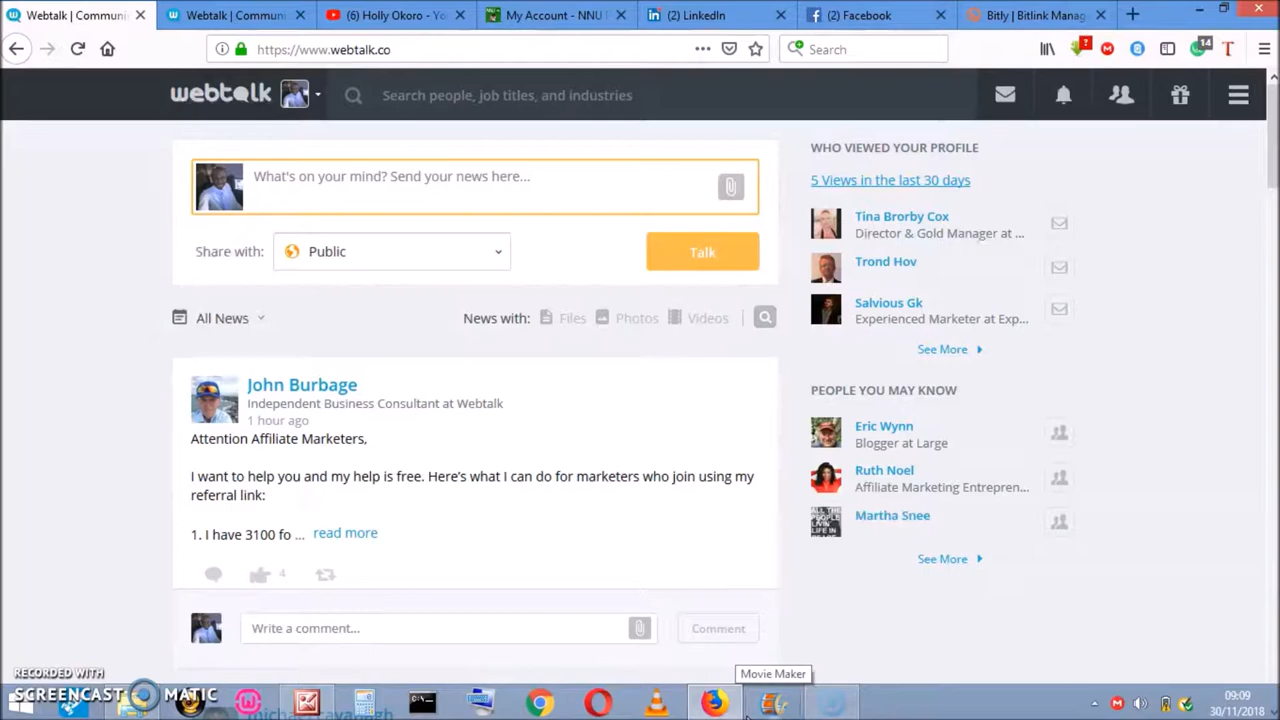 Webtalk | Communi
Webtalk | Communi
(6) Holly Okoro - Yo
My Account - NNU
(2) LinkedIn
(2) Facebook
Bitly | Bitlink Manag
https://www.webtalk.co
Search
14
webtalk
Search people, job titles, and industries
What's on your mind? Send your news here...
Share with:
Public
Talk
All News
News with:
Files
Photos
Videos
John Burbage
Independent Business Consultant at Webtalk
1 hour ago
Attention Affiliate Marketers,
I want to help you and my help is free. Here's what I can do for marketers who join using my
referral link:
1. I have 3100 fo ... read more
4
Write a comment...
Comment
WHO VIEWED YOUR PROFILE
5 Views in the last 30 days
Tina Brorby Cox
Director & Gold Manager at ...
Trond Hov
Salvious Gk
Experienced Marketer at Exp...
See More
PEOPLE YOU MAY KNOW
Eric Wynn
Blogger at Large
Ruth Noel
Affiliate Marketing Entrepren...
Martha Snee
See More
Movie Maker
RECORDED WITH
SCREENCAST MATIC
09:09
30/11/2018